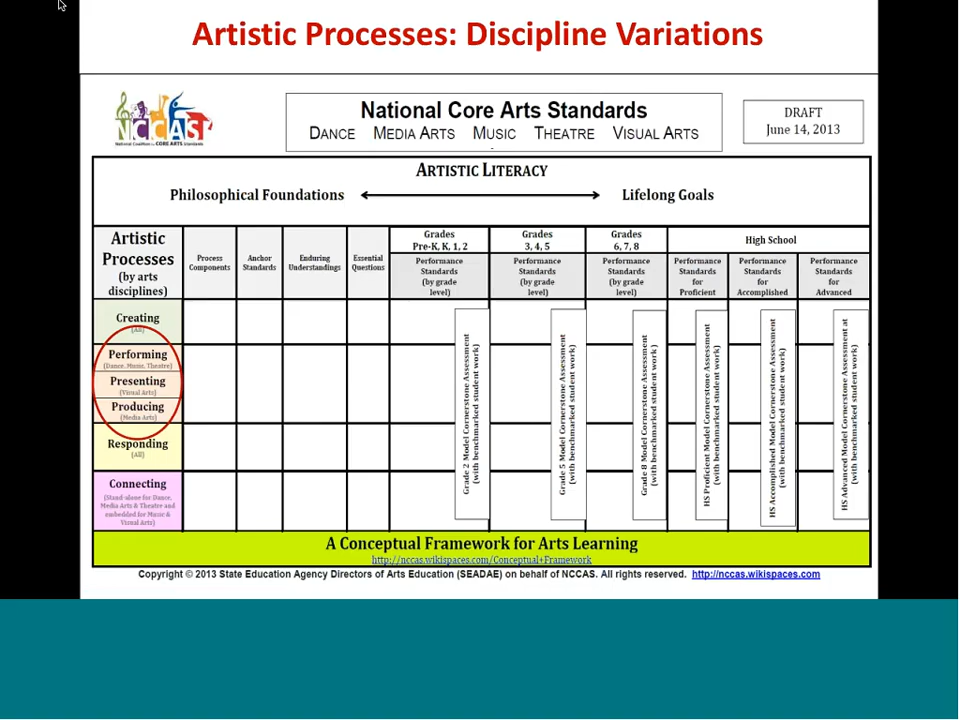 Artistic Processes: Discipline Variations
NCCAS
National Coalition for CORE ARTS Standards
National Core Arts Standards
DANCE MEDIA ARTS MUSIC THEATRE VISUAL ARTS
DRAFT
June 14, 2013
ARTISTIC LITERACY
Philosophical Foundations
Lifelong Goals
Artistic
Processes
(by arts
disciplines)
Process
Components
Anchor
Standards
Enduring
Understandings
Essential
Questions
Grades
Pre-K, K, 1, 2
Grades
3, 4, 5
Grades
6, 7, 8
High School
Performance
Standards
(by grade
level)
Performance
Standards
(by grade
level)
Performance
Standards
(by grade
level)
Performance
Standards
for
Proficient
Performance
Standards
for
Accomplished
Performance
Standards
for
Advanced
Creating
(All)
Performing
(Dance, Music, Theatre)
Presenting
(Visual Arts)
Producing
(Media Arts)
Responding
(All)
Connecting
(Stand-alone for Dance,
Media Arts & Theatre and
embedded for Music &
Visual Arts)
Grade 2 Model Cornerstone Assessment
(with benchmarked student work)
Grade 5 Model Cornerstone Assessment
(with benchmarked student work)
Grade 8 Model Cornerstone Assessment
(with benchmarked student work)
HS Proficient Model Cornerstone Assessment
(with benchmarked student work)
HS Accomplished Model Cornerstone Assessment
(with benchmarked student work)
HS Advanced Model Cornerstone Assessment at
(with benchmarked student work)
A Conceptual Framework for Arts Learning
http://nccas.wikispaces.com/Conceptual+Framework
Copyright © 2013 State Education Agency Directors of Arts Education (SEADAE) on behalf of NCCAS. All rights reserved. http://nccas.wikispaces.com